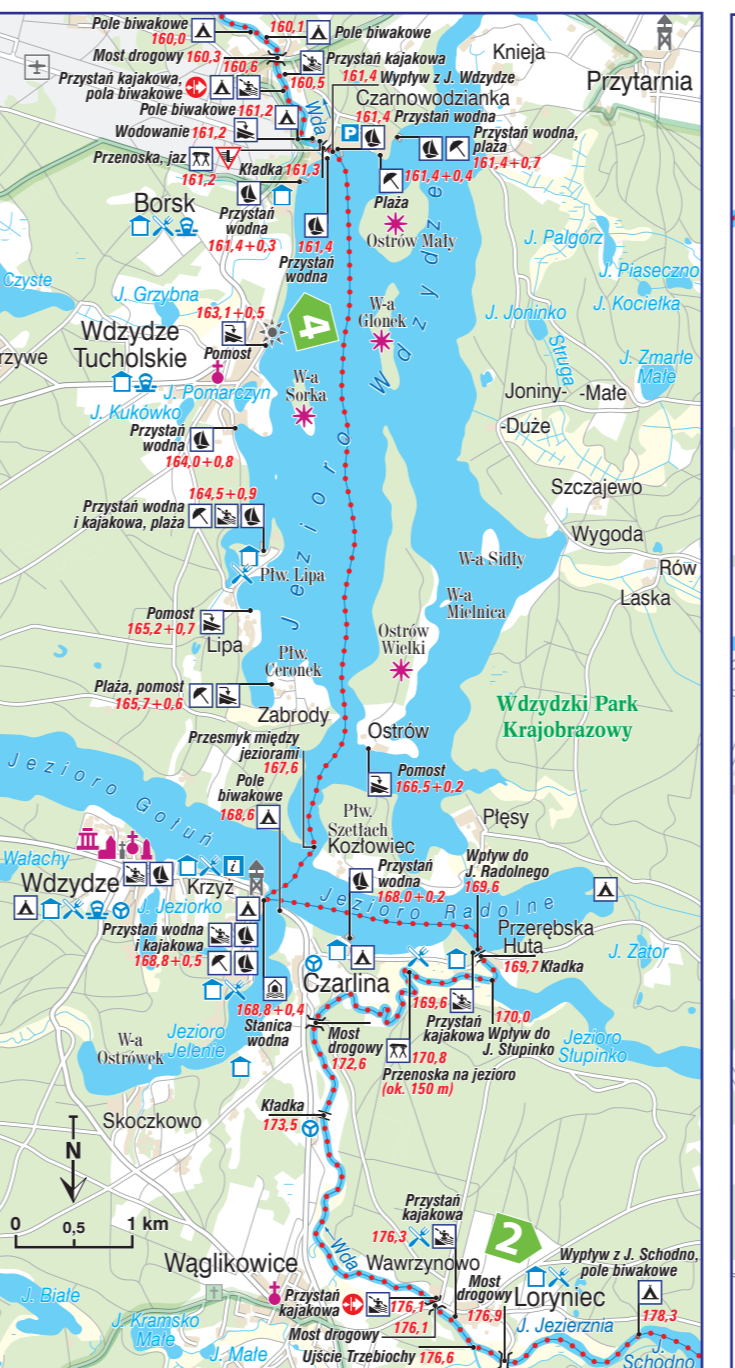 Pole biwakowe
160,0
160,1
Pole biwakowe
Most drogowy 160,3
160,6
Przystań kajakowa
160,5
Knieja
Przytarnia
Przystań kajakowa,
pola biwakowe
161,4 Wypływ z J. Wdzydze
Czarnowodzianka
Pole biwakowe 161,2
Wda
161,4 Przystań wodna
Wodowanie 161,2
P
Przystań wodna,
plaża
161,4+0,7
Przenoska, jaz
161,2
Kładka 161,3
161,4+0,4
Plaża
Borsk
Przystań
wodna
161,4+0,3
161,4
Przystań
wodna
Ostrów Mały
J. Palgórz
J. Piaseczno
Czyste
J. Grzybna
163,1+0,5
Pomost
4
W-a
Glonek
J. Joninko
J. Kociełka
Struga
Wdzydze
Tucholskie
rzywe
J. Zmarłe
Małe
J. Pomarczyn
W-a
Sorka
Joniny-
-Małe
-Duże
J. Kukówko
Przystań
wodna
164,0+0,8
Jezioro Wdzydze
164,5+0,9
Przystań wodna
i kajakowa, plaża
Szczajewo
Wygoda
Płw. Lipa
W-a Sidły
Rów
W-a
Mielnica
Laska
Pomost
165,2+0,7
Lipa
Ostrów
Wielki
Płw.
Ceronek
Plaża, pomost
165,7+0,6
Zabrody
Wdzydzki Park
Krajobrazowy
Przesmyk między
jeziorami
167,6
Ostrów
Pomost
166,5+0,2
Jezioro Gołuń
Pole
biwakowe
168,6
Płw.
Szetlach
Kozłowiec
Płęsy
Wałachy
Wdzydze
i
Krzyż
Przystań
wodna
168,0+0,2
Wpływ do
J. Radolnego
169,6
J. Jeziorko
Jezioro Radolne
Przerębska
Huta
Przystań wodna
i kajakowa
168,8+0,5
169,7 Kładka
J. Zator
Czarlina
168,8+0,4
Stanica
wodna
169,6
Przystań
kajakowa
170,0
Wpływ do
J. Słupinko
Jezioro
Słupinko
W-a
Ostrówek
Jezioro
Jelenie
Most
drogowy
172,6
170,8
Przenoska na jezioro
(ok. 150 m)
Skoczkowo
Kładka
173,5
N
0
0,5
1 km
Przystań
kajakowa
176,3
2
Wypływ z J. Schodno,
pole biwakowe
Wda
Wąglikowice
Wawrzynowo
Most
drogowy
176,9
Loryniec
178,3
J. Białe
Przystań
kajakowa
176,1
J. Jezierznia
J. Kramsko
Małe
Most drogowy
176,1
J. Małe
Ujście Trzebiochy 176,6
J.
Schodno